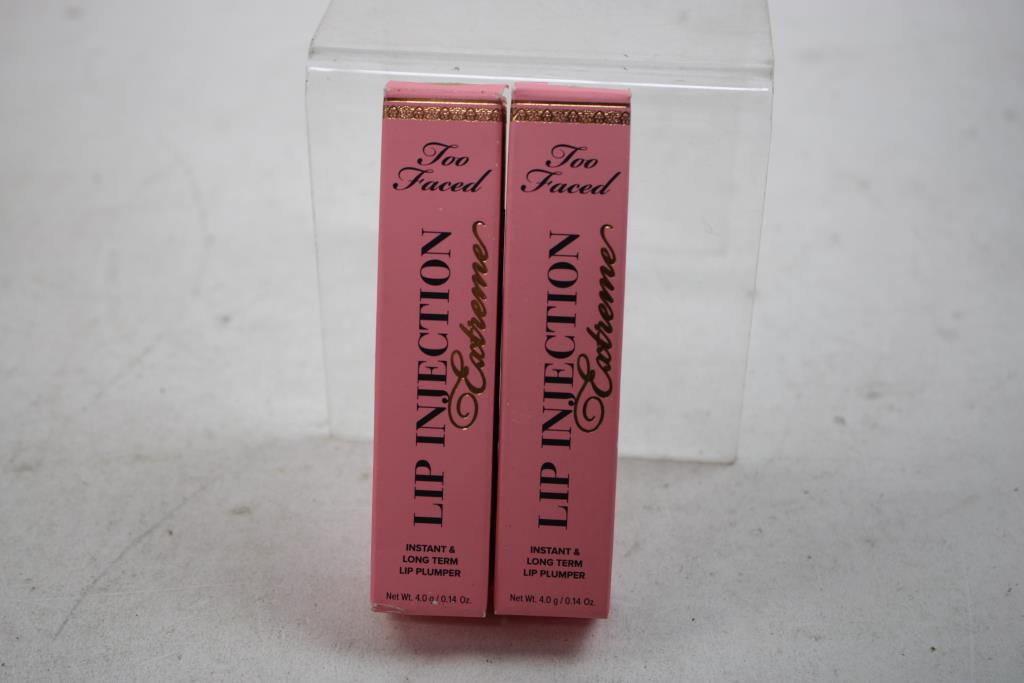 Too
Faced
LIP INJECTION
Extreme
INSTANT &
LONG TERM
LIP PLUMPER
Net Wt. 4.0 g / 0.14 Oz.
Too
Faced
LIP INJECTION
Extreme
INSTANT &
LONG TERM
LIP PLUMPER
Net Wt. 4.0 g / 0.14 Oz.